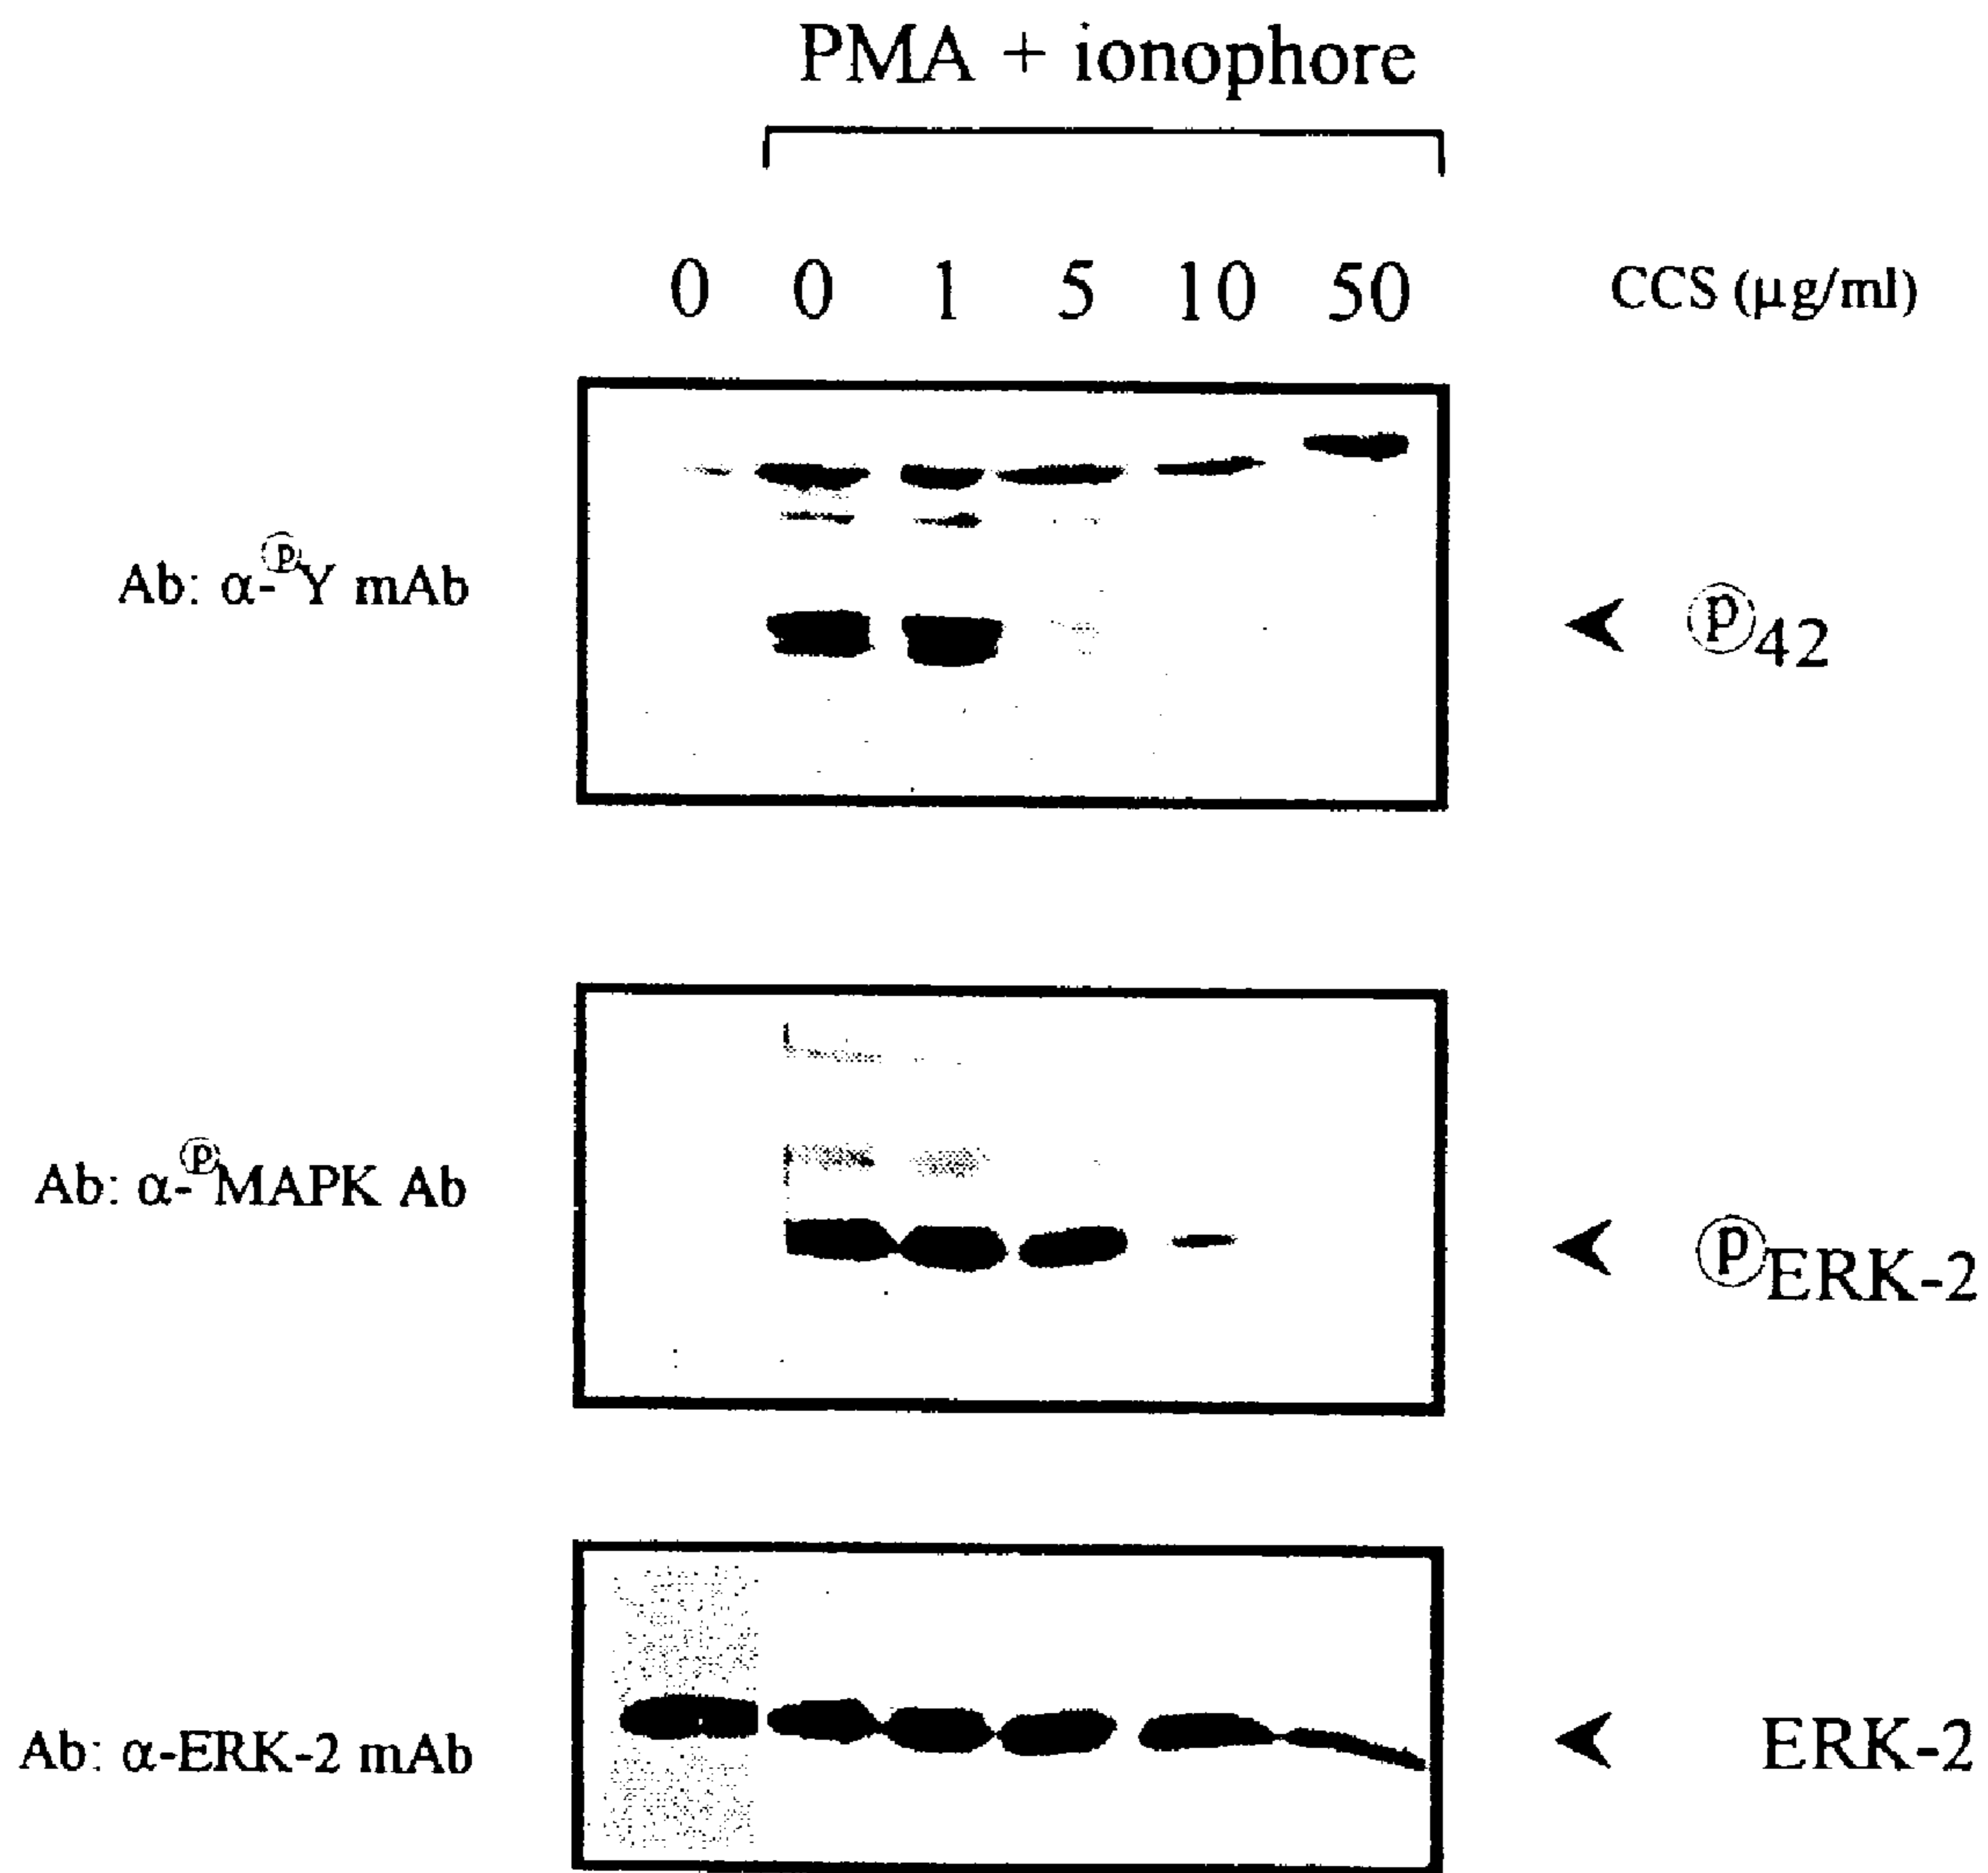 PMA + ionophore
0 0 1 5 10 50 CCS (μg/ml)
Ab: α-ⓟY mAb
ⓟ42
Ab: α-ⓟMAPK Ab
ⓟERK-2
Ab: α-ERK-2 mAb
ERK-2